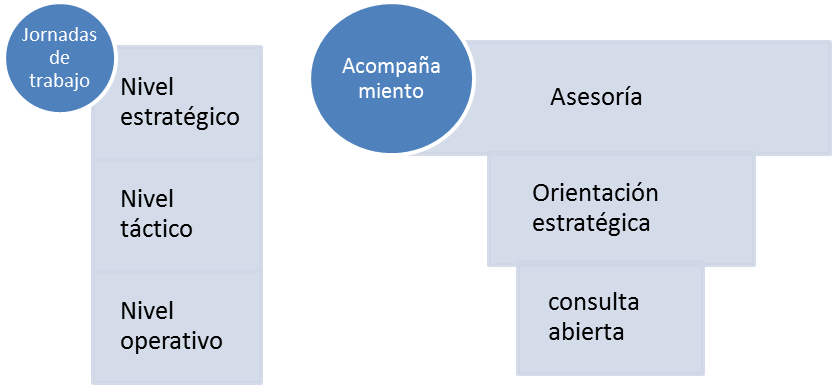 Jornadas
de
trabajo
Nivel
estratégico
Nivel
táctico
Nivel
operativo
Acompaña
miento
Asesoría
Orientación
estratégica
consulta
abierta